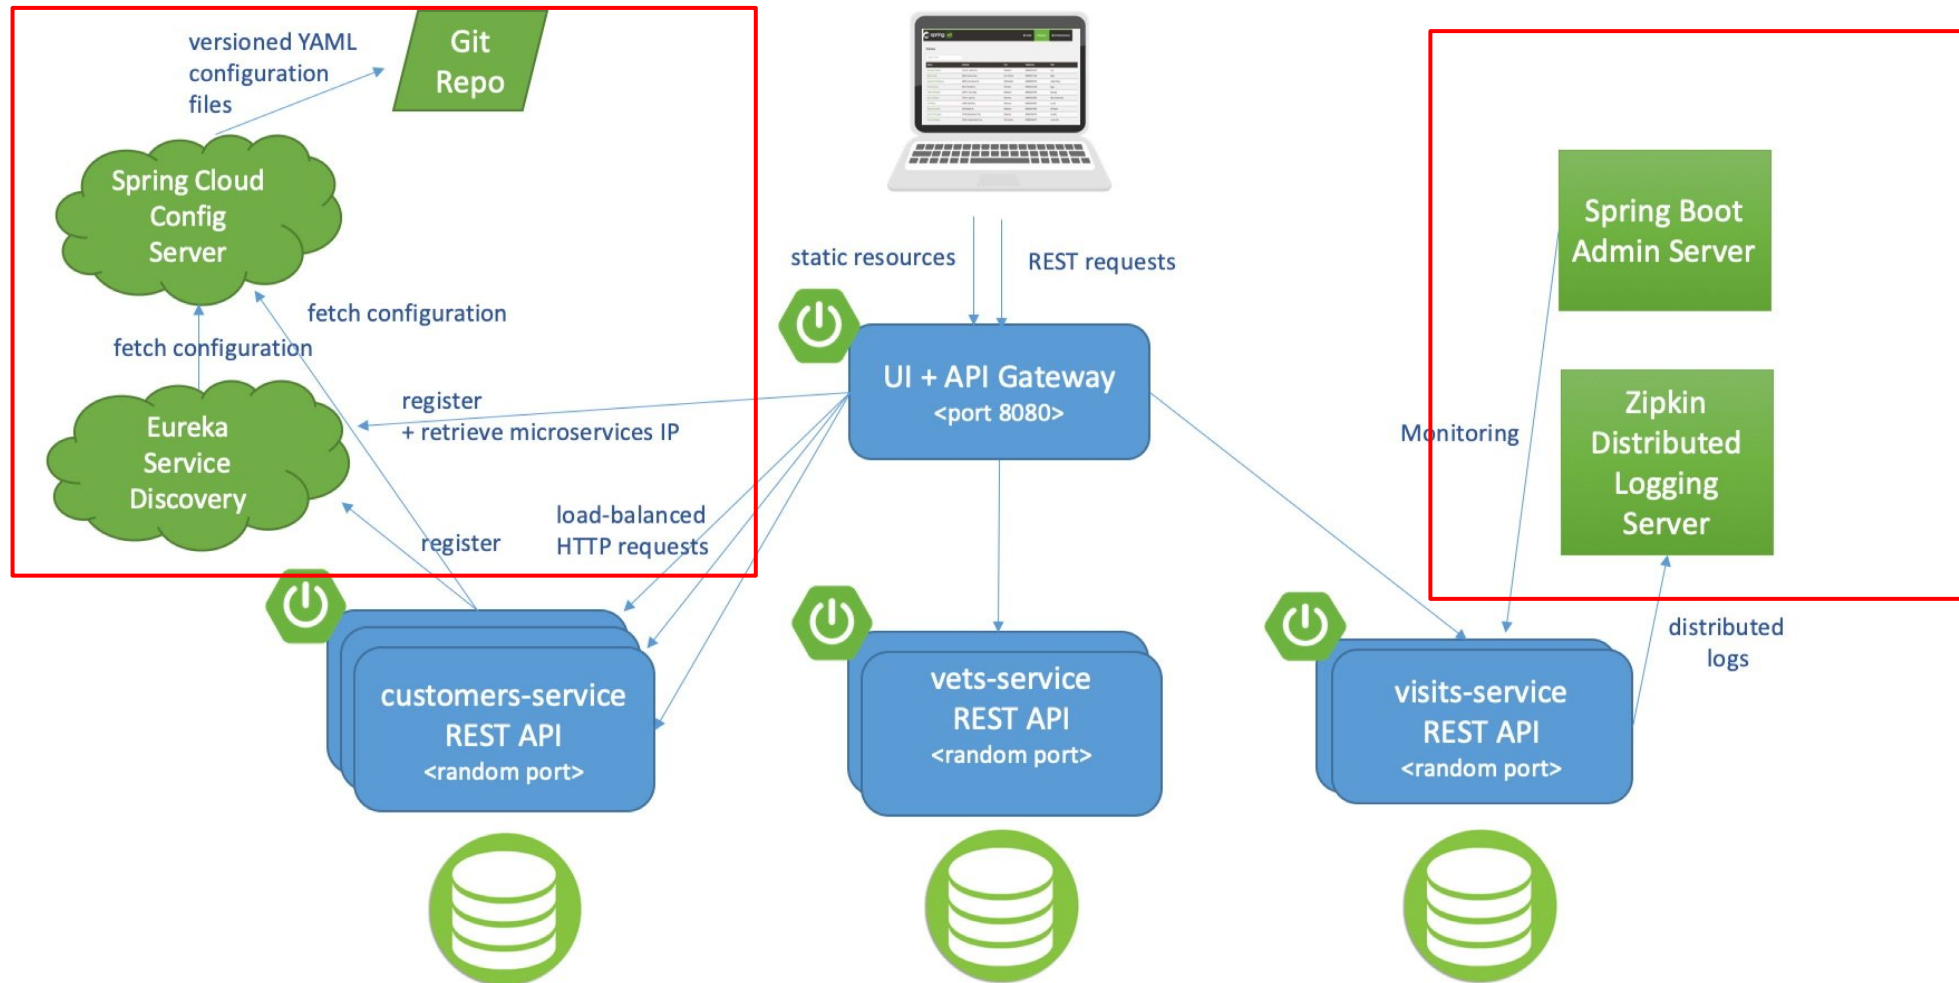 versioned YAML
configuration
files
Git
Repo
spring
Spring Cloud
Config
Server
Spring Boot
Admin Server
static resources
REST requests
fetch configuration
fetch configuration
UI + API Gateway
<port 8080>
register
+ retrieve microservices IP
Eureka
Service
Discovery
Monitoring
Zipkin
Distributed
Logging
Server
load-balanced
HTTP requests
register
distributed
logs
customers-service
REST API
<random port>
vets-service
REST API
<random port>
visits-service
REST API
<random port>